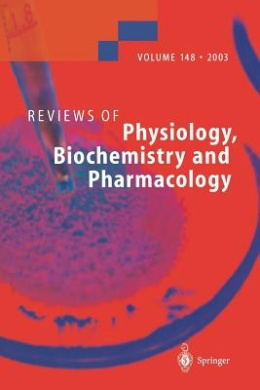 VOLUME 148 • 2003
REVIEWS OF
Physiology,
Biochemistry and
Pharmacology
Springer